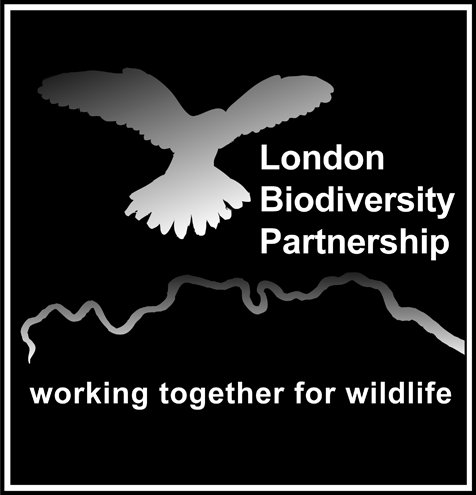 London
Biodiversity
Partnership
working together for wildlife